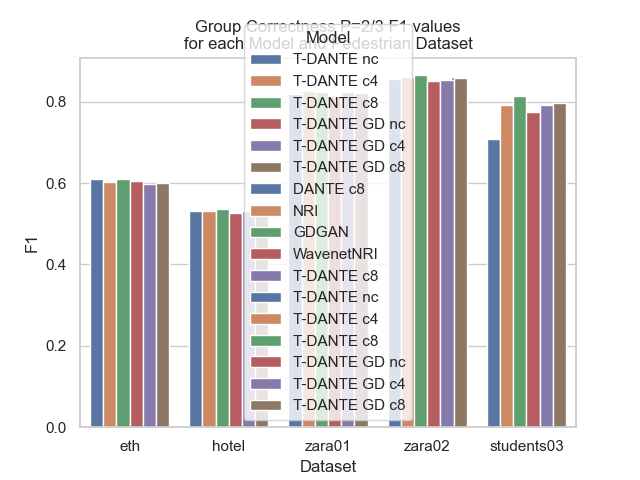 Group Correctness P=2/3 F1 values
for each Model and Pedestrian Dataset
Model
T-DANTE nc
T-DANTE c4
T-DANTE c8
T-DANTE GD nc
T-DANTE GD c4
T-DANTE GD c8
DANTE c8
NRI
GDGAN
WavenetNRI
T-DANTE c8
T-DANTE nc
T-DANTE c4
T-DANTE c8
T-DANTE GD nc
T-DANTE GD c4
T-DANTE GD c8
F1
0.8
0.6
0.4
0.2
0.0
eth hotel zara01 zara02 students03
Dataset